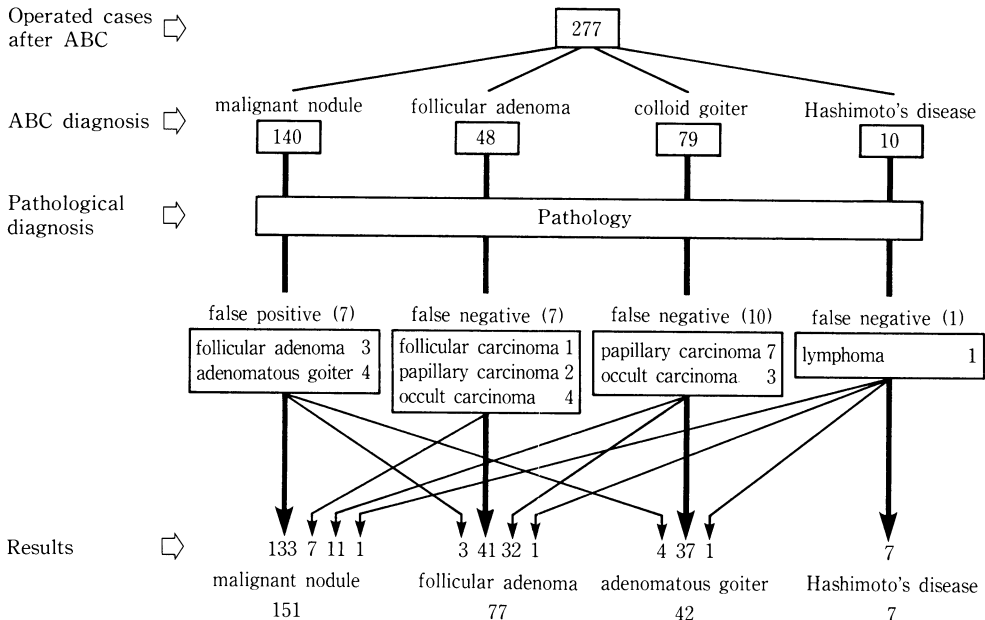 Operated cases
after ABC
277
malignant nodule
follicular adenoma
colloid goiter
Hashimoto's disease
ABC diagnosis
140
48
79
10
Pathological
diagnosis
Pathology
false positive (7)
follicular adenoma 3
adenomatous goiter 4
false negative (7)
follicular carcinoma 1
papillary carcinoma 2
occult carcinoma 4
false negative (10)
papillary carcinoma 7
occult carcinoma 3
false negative (1)
lymphoma 1
Results
133 7 11 1
3 41 32 1
4 37 1
7
malignant nodule
follicular adenoma
adenomatous goiter
Hashimoto's disease
151
77
42
7